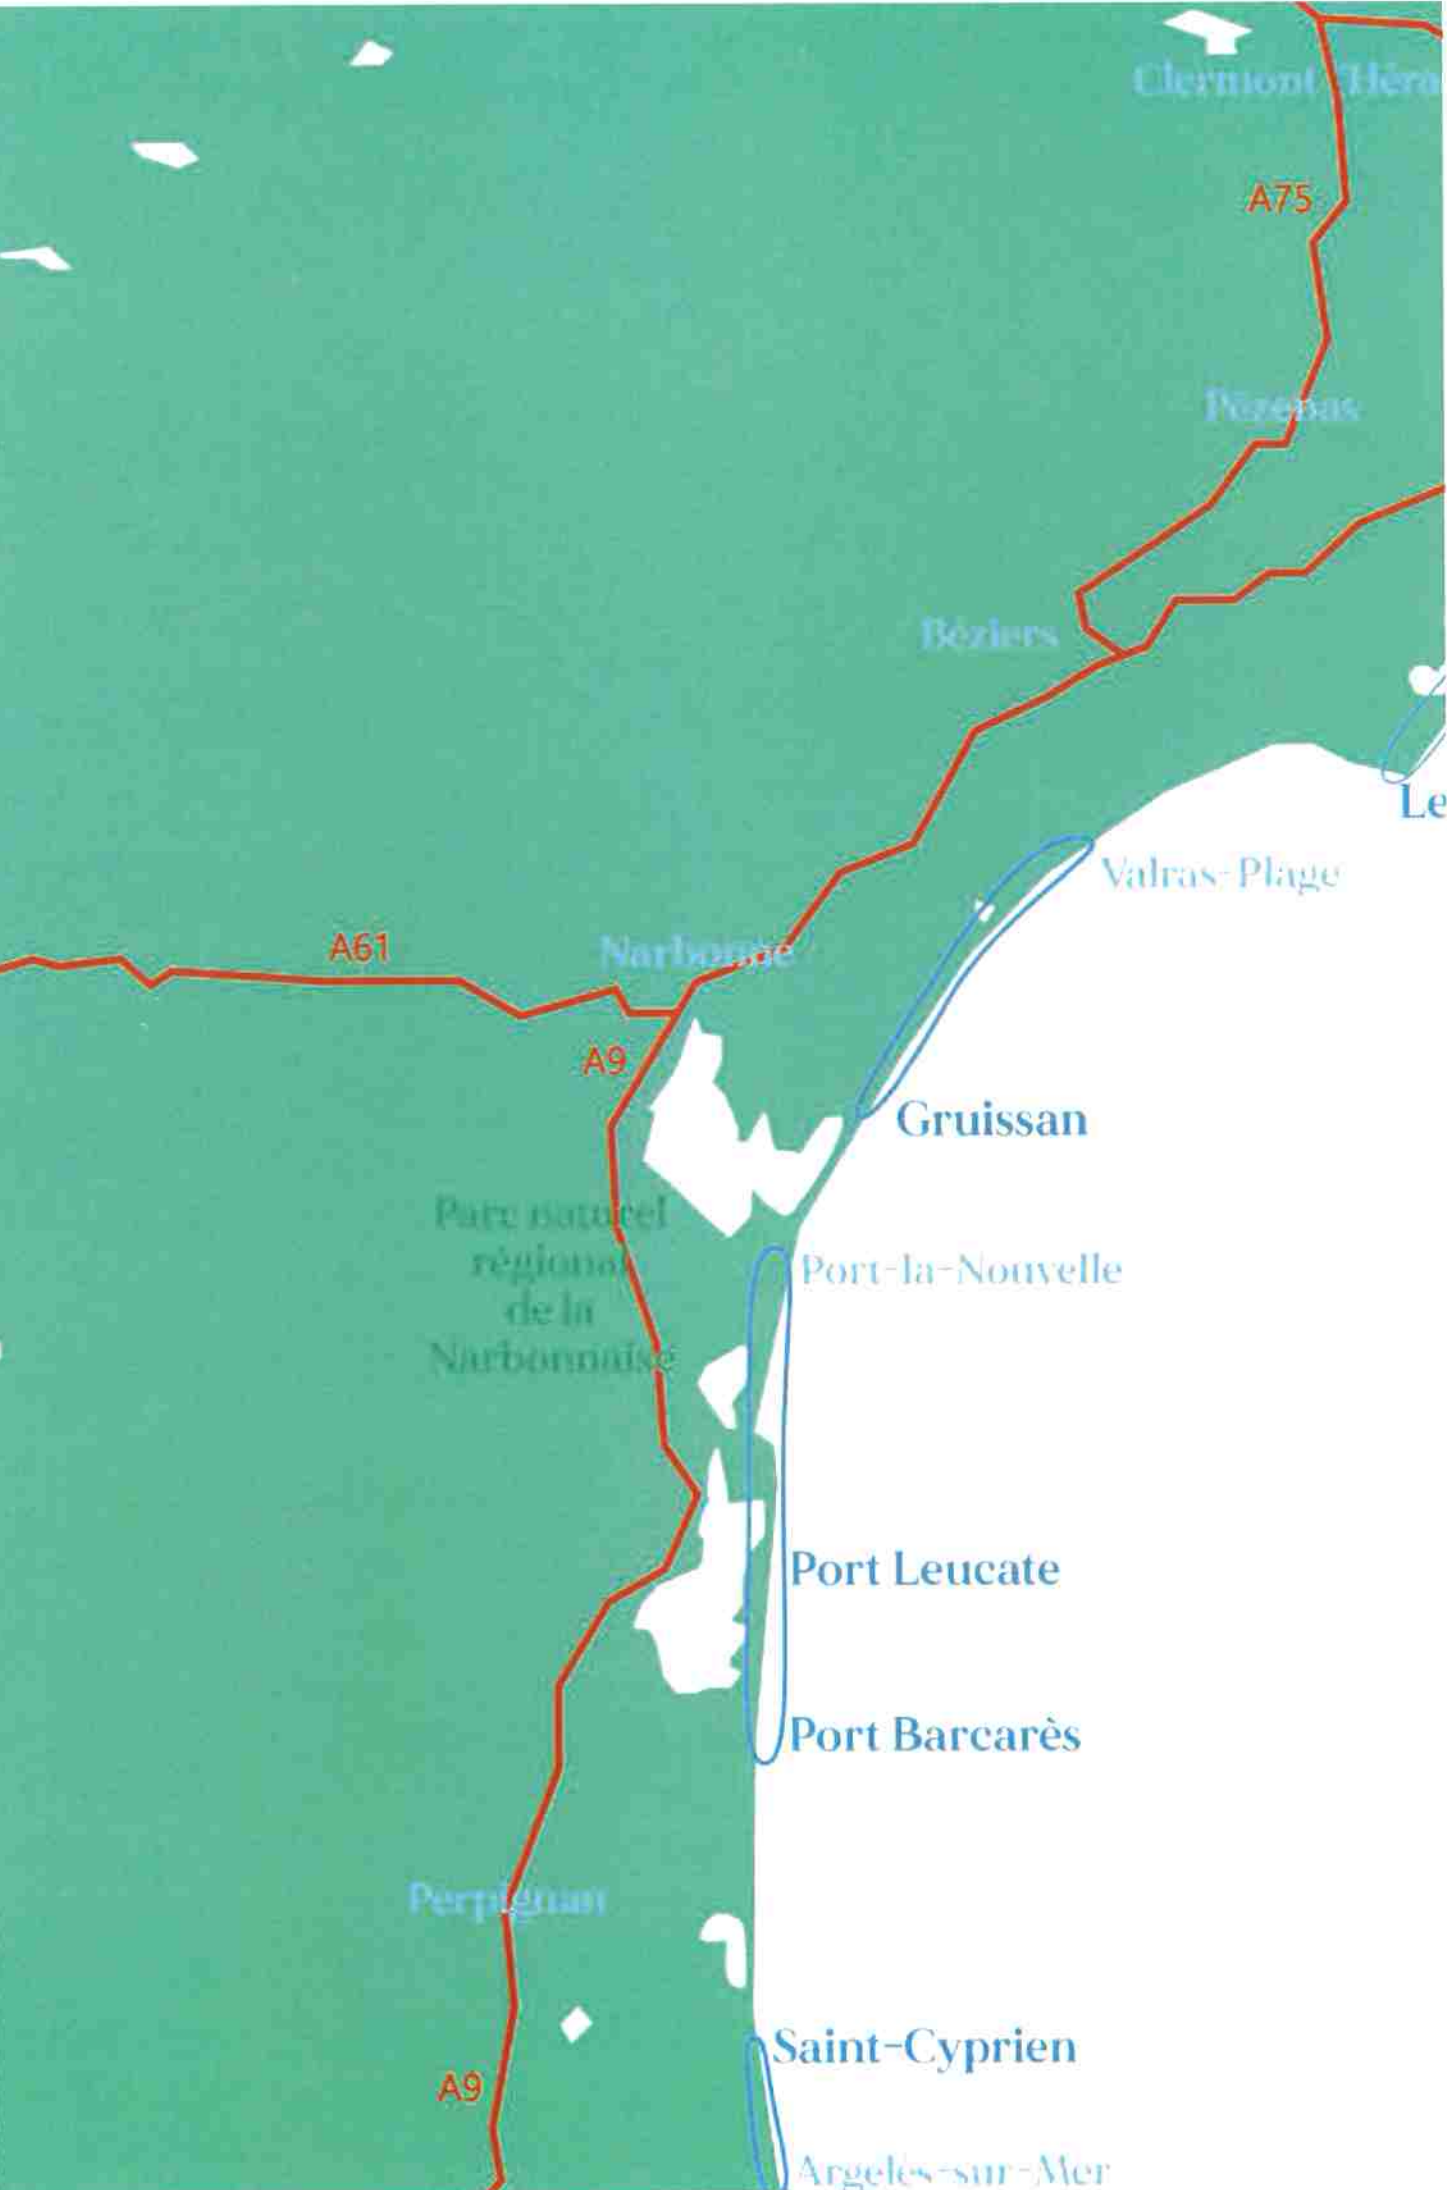 Clermont
A75
Pézenas
Béziers
Le
Valras-Plage
A61
Narbonne
A9
Gruissan
Parc naturel
régional
de la
Narbonnaise
Port-la-Nouvelle
Port Leucate
Port Barcarès
Perpignan
Saint-Cyprien
A9
Argelès-sur-Mer